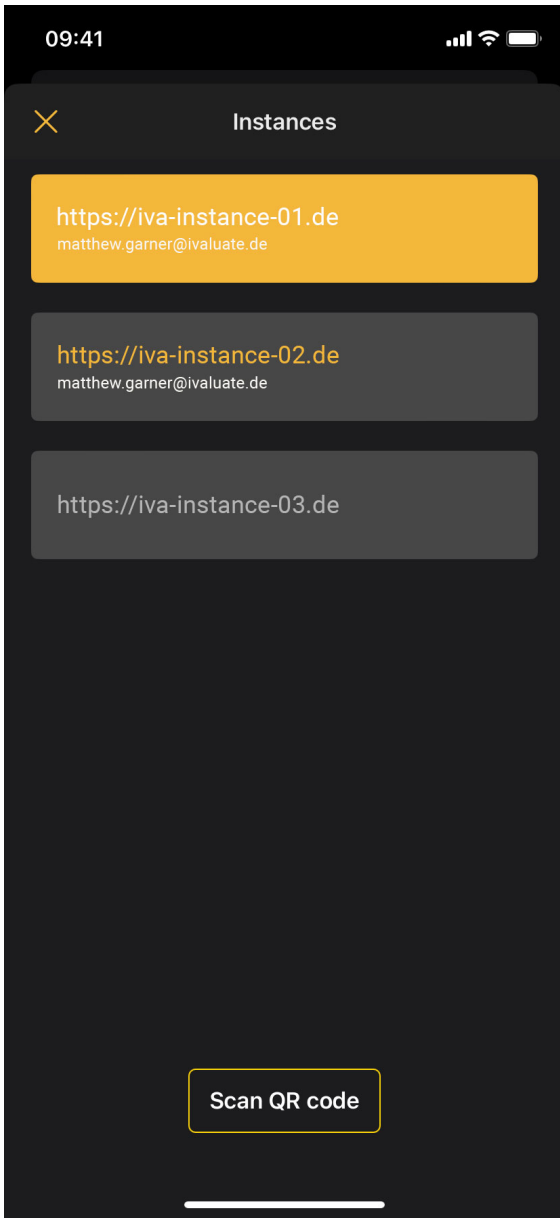 09:41
Instances
https://iva-instance-01.de
matthew.garner@ivaluate.de
https://iva-instance-02.de
matthew.garner@ivaluate.de
https://iva-instance-03.de
Scan QR code